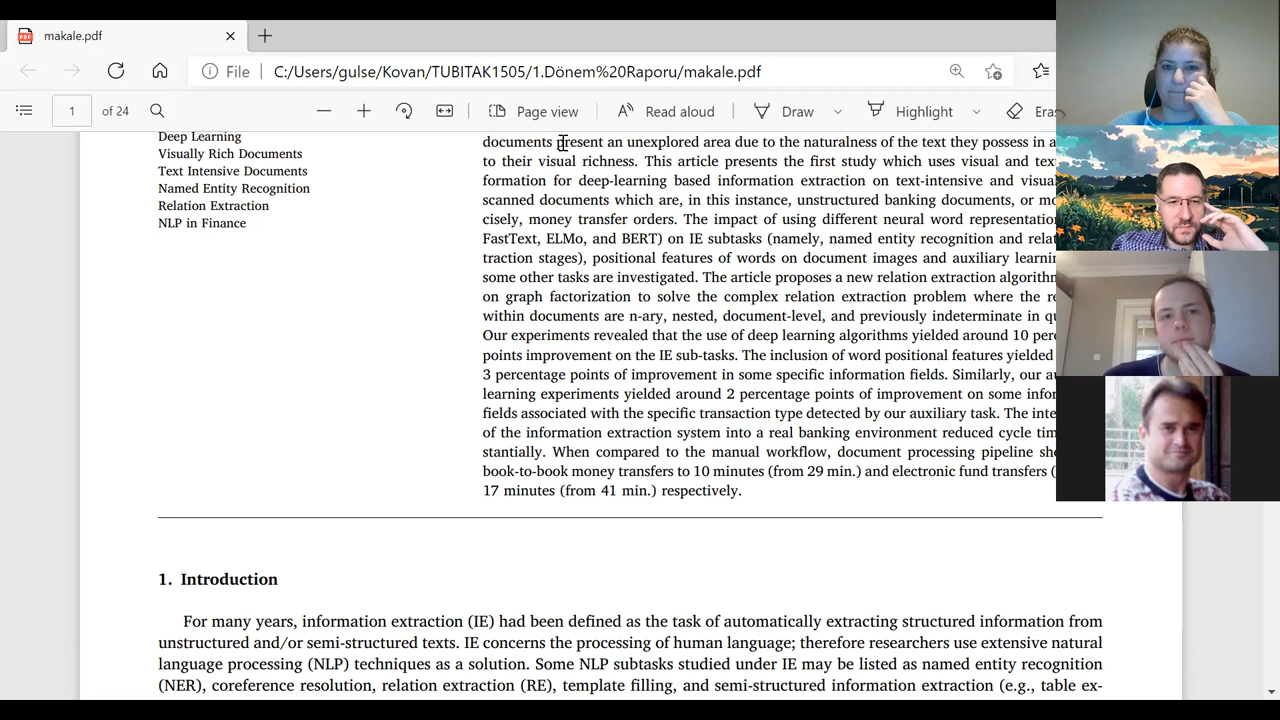 makale.pdf
File
C:/Users/gulse/Kovan/TUBITAK1505/1.Dönem%20Raporu/makale.pdf
1 of 24
Page view
Read aloud
Draw
Highlight
Deep Learning
Visually Rich Documents
Text Intensive Documents
Named Entity Recognition
Relation Extraction
NLP in Finance
documents present an unexplored area due to the naturalness of the text they possess in a
to their visual richness. This article presents the first study which uses visual and tex
formation for deep-learning based information extraction on text-intensive and visua
scanned documents which are, in this instance, unstructured banking documents, or mo
cisely, money transfer orders. The impact of using different neural word representation
FastText, ELMo, and BERT) on IE subtasks (namely, named entity recognition and relat
traction stages), positional features of words on document images and auxiliary learnin
some other tasks are investigated. The article proposes a new relation extraction algorithm
on graph factorization to solve the complex relation extraction problem where the re
within documents are n-ary, nested, document-level, and previously indeterminate in qu
Our experiments revealed that the use of deep learning algorithms yielded around 10 perc
points improvement on the IE sub-tasks. The inclusion of word positional features yielded
3 percentage points of improvement in some specific information fields. Similarly, our au
learning experiments yielded around 2 percentage points of improvement on some infor
fields associated with the specific transaction type detected by our auxiliary task. The inte
of the information extraction system into a real banking environment reduced cycle tim
stantially. When compared to the manual workflow, document processing pipeline sho
book-to-book money transfers to 10 minutes (from 29 min.) and electronic fund transfers (
17 minutes (from 41 min.) respectively.
1. Introduction
For many years, information extraction (IE) had been defined as the task of automatically extracting structured information from
unstructured and/or semi-structured texts. IE concerns the processing of human language; therefore researchers use extensive natural
language processing (NLP) techniques as a solution. Some NLP subtasks studied under IE may be listed as named entity recognition
(NER), coreference resolution, relation extraction (RE), template filling, and semi-structured information extraction (e.g., table ex-